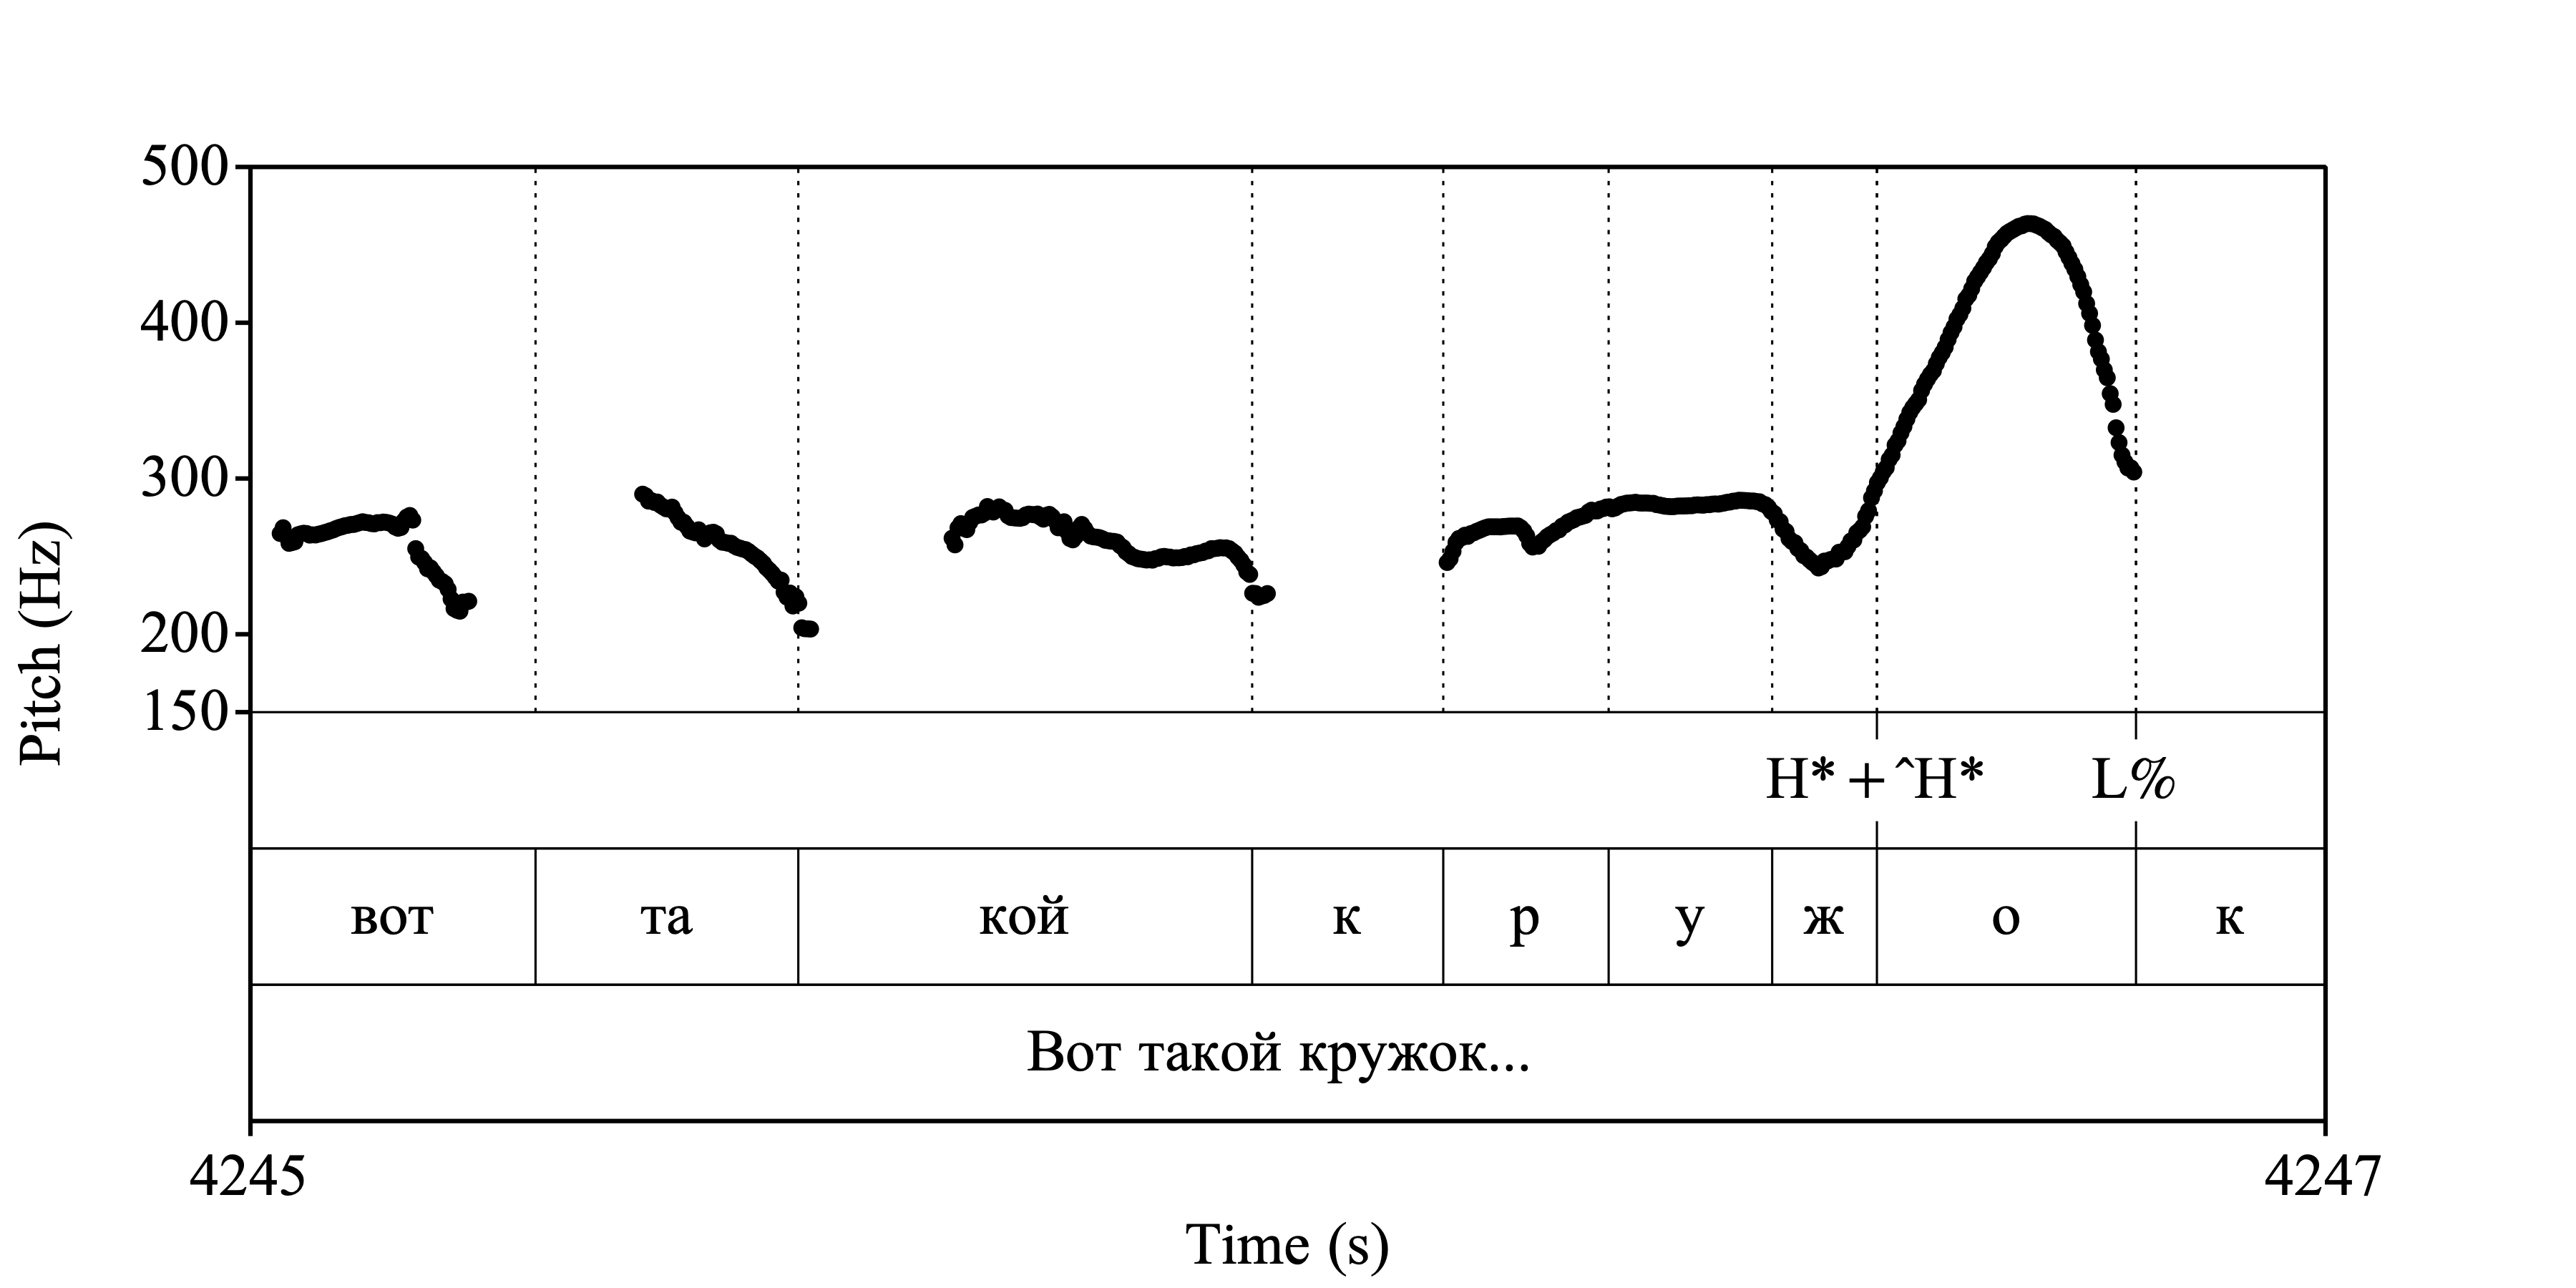 Pitch (Hz)
500
400
300
200
150
H* + ^H* L%
вот та кой к р у ж о к
Вот такой кружок...
4245 4247
Time (s)